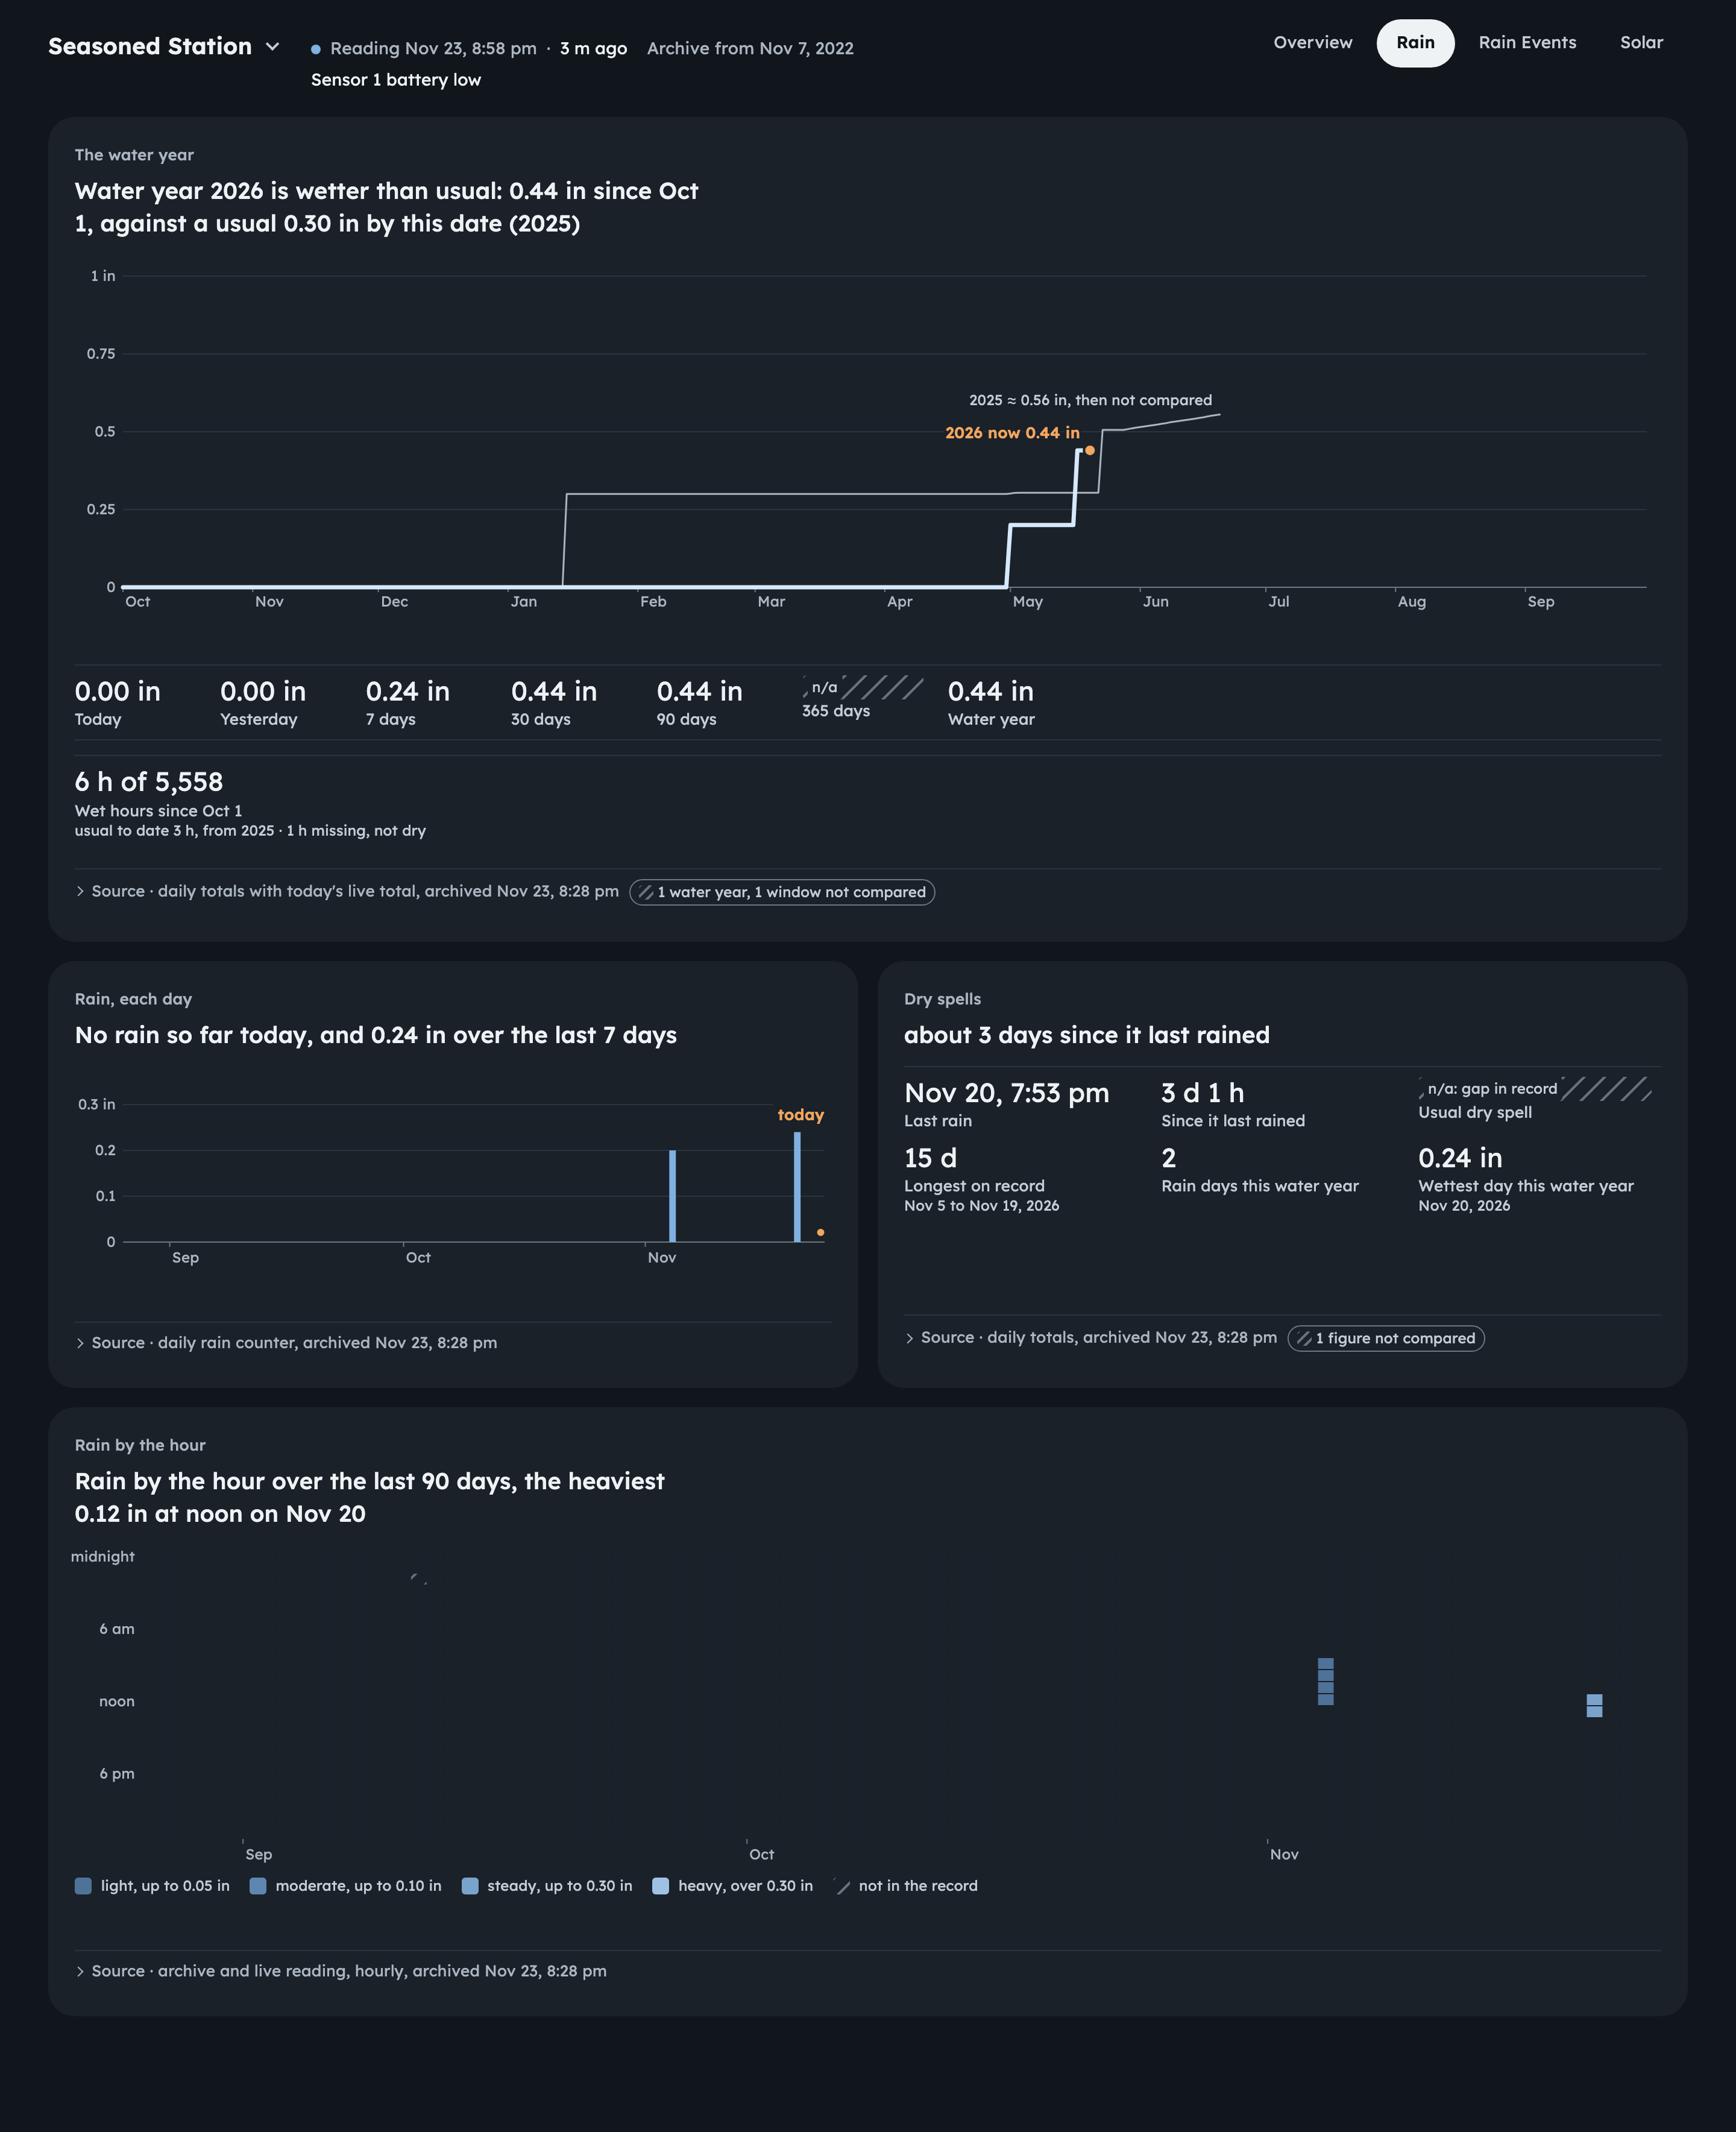 Seasoned Station
Reading Nov 23, 8:58 pm · 3 m ago Archive from Nov 7, 2022
Sensor 1 battery low
Overview Rain Rain Events Solar
The water year
Water year 2026 is wetter than usual: 0.44 in since Oct
1, against a usual 0.30 in by this date (2025)
1 in
0.75
0.5
0.25
0
2025 ≈ 0.56 in, then not compared
2026 now 0.44 in
Oct Nov Dec Jan Feb Mar Apr May Jun Jul Aug Sep
0.00 in
Today
0.00 in
Yesterday
0.24 in
7 days
0.44 in
30 days
0.44 in
90 days
n/a
365 days
0.44 in
Water year
6 h of 5,558
Wet hours since Oct 1
usual to date 3 h, from 2025 · 1 h missing, not dry
Source · daily totals with today's live total, archived Nov 23, 8:28 pm
1 water year, 1 window not compared
Rain, each day
No rain so far today, and 0.24 in over the last 7 days
0.3 in
0.2
0.1
0
today
Sep Oct Nov
Source · daily rain counter, archived Nov 23, 8:28 pm
Dry spells
about 3 days since it last rained
Nov 20, 7:53 pm
Last rain
3 d 1 h
Since it last rained
n/a: gap in record
Usual dry spell
15 d
Longest on record
Nov 5 to Nov 19, 2026
2
Rain days this water year
0.24 in
Wettest day this water year
Nov 20, 2026
Source · daily totals, archived Nov 23, 8:28 pm
1 figure not compared
Rain by the hour
Rain by the hour over the last 90 days, the heaviest
0.12 in at noon on Nov 20
midnight
6 am
noon
6 pm
Sep Oct Nov
light, up to 0.05 in moderate, up to 0.10 in steady, up to 0.30 in heavy, over 0.30 in not in the record
Source · archive and live reading, hourly, archived Nov 23, 8:28 pm